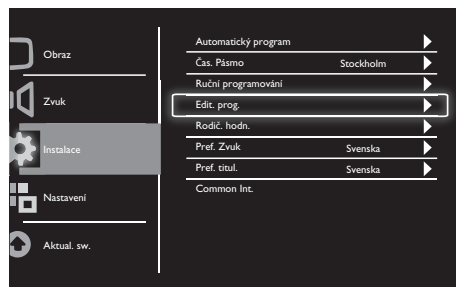 Obraz
Zvuk
Instalace
Nastavení
Aktual. sw.
Automatický program
Čas. Pásmo Stockholm
Ruční programování
Edit. prog.
Rodič. hodn.
Pref. Zvuk Svenska
Pref. titul. Svenska
Common Int.